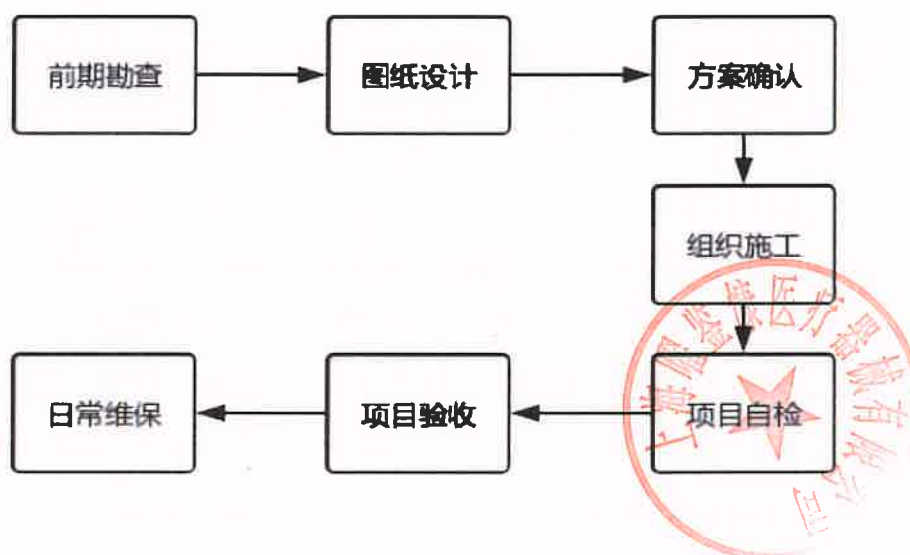 前期勘查
图纸设计
方案确认
组织施工
项目自检
项目验收
日常维保